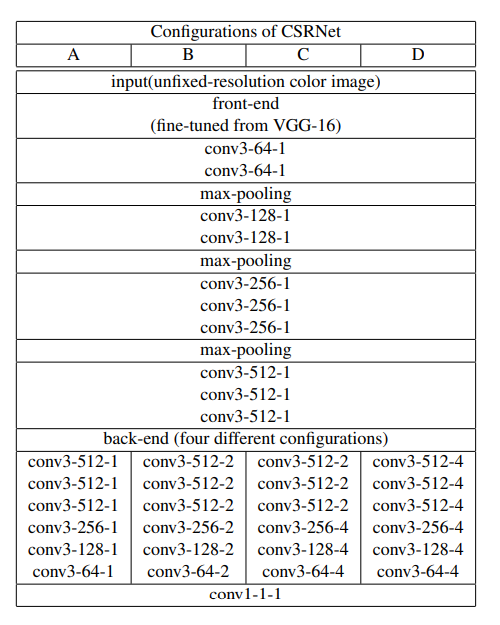 Configurations of CSRNet
A B C D
input(unfixed-resolution color image)
front-end
(fine-tuned from VGG-16)
conv3-64-1
conv3-64-1
max-pooling
conv3-128-1
conv3-128-1
max-pooling
conv3-256-1
conv3-256-1
conv3-256-1
max-pooling
conv3-512-1
conv3-512-1
conv3-512-1
back-end (four different configurations)
conv3-512-1 conv3-512-2 conv3-512-2 conv3-512-4
conv3-512-1 conv3-512-2 conv3-512-2 conv3-512-4
conv3-512-1 conv3-512-2 conv3-512-2 conv3-512-4
conv3-256-1 conv3-256-2 conv3-256-4 conv3-256-4
conv3-128-1 conv3-128-2 conv3-128-4 conv3-128-4
conv3-64-1 conv3-64-2 conv3-64-4 conv3-64-4
conv1-1-1